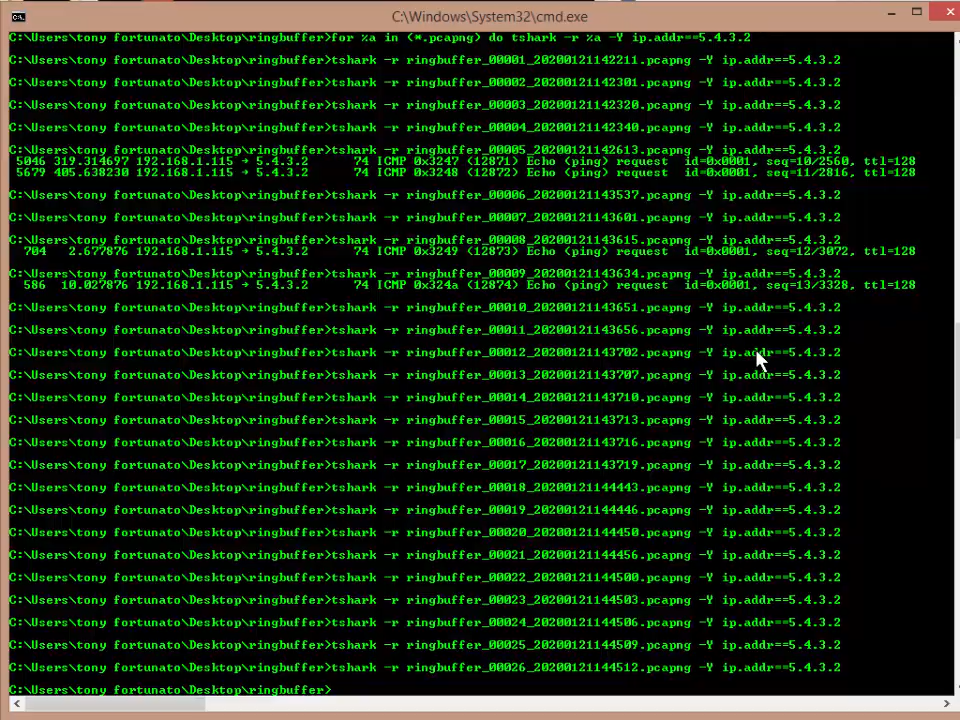 C:\Windows\System32\cmd.exe
C:\Users\tony fortunato\Desktop\ringbuffer>for %a in (*.pcapng) do tshark -r %a -Y ip.addr==5.4.3.2
C:\Users\tony fortunato\Desktop\ringbuffer>tshark -r ringbuffer_00001_20200121142211.pcapng -Y ip.addr==5.4.3.2
C:\Users\tony fortunato\Desktop\ringbuffer>tshark -r ringbuffer_00002_20200121142301.pcapng -Y ip.addr==5.4.3.2
C:\Users\tony fortunato\Desktop\ringbuffer>tshark -r ringbuffer_00003_20200121142320.pcapng -Y ip.addr==5.4.3.2
C:\Users\tony fortunato\Desktop\ringbuffer>tshark -r ringbuffer_00004_20200121142340.pcapng -Y ip.addr==5.4.3.2
C:\Users\tony fortunato\Desktop\ringbuffer>tshark -r ringbuffer_00005_20200121142613.pcapng -Y ip.addr==5.4.3.2
5046 319.314697 192.168.1.115 → 5.4.3.2 74 ICMP 0x3247 (12871) Echo (ping) request id=0x0001, seq=10/2560, ttl=128
5679 405.638230 192.168.1.115 → 5.4.3.2 74 ICMP 0x3248 (12872) Echo (ping) request id=0x0001, seq=11/2816, ttl=128
C:\Users\tony fortunato\Desktop\ringbuffer>tshark -r ringbuffer_00006_20200121143537.pcapng -Y ip.addr==5.4.3.2
C:\Users\tony fortunato\Desktop\ringbuffer>tshark -r ringbuffer_00007_20200121143601.pcapng -Y ip.addr==5.4.3.2
C:\Users\tony fortunato\Desktop\ringbuffer>tshark -r ringbuffer_00008_20200121143615.pcapng -Y ip.addr==5.4.3.2
704 2.677876 192.168.1.115 → 5.4.3.2 74 ICMP 0x3249 (12873) Echo (ping) request id=0x0001, seq=12/3072, ttl=128
C:\Users\tony fortunato\Desktop\ringbuffer>tshark -r ringbuffer_00009_20200121143634.pcapng -Y ip.addr==5.4.3.2
586 10.027876 192.168.1.115 → 5.4.3.2 74 ICMP 0x324a (12874) Echo (ping) request id=0x0001, seq=13/3328, ttl=128
C:\Users\tony fortunato\Desktop\ringbuffer>tshark -r ringbuffer_00010_20200121143651.pcapng -Y ip.addr==5.4.3.2
C:\Users\tony fortunato\Desktop\ringbuffer>tshark -r ringbuffer_00011_20200121143656.pcapng -Y ip.addr==5.4.3.2
C:\Users\tony fortunato\Desktop\ringbuffer>tshark -r ringbuffer_00012_20200121143702.pcapng -Y ip.addr==5.4.3.2
C:\Users\tony fortunato\Desktop\ringbuffer>tshark -r ringbuffer_00013_20200121143707.pcapng -Y ip.addr==5.4.3.2
C:\Users\tony fortunato\Desktop\ringbuffer>tshark -r ringbuffer_00014_20200121143710.pcapng -Y ip.addr==5.4.3.2
C:\Users\tony fortunato\Desktop\ringbuffer>tshark -r ringbuffer_00015_20200121143713.pcapng -Y ip.addr==5.4.3.2
C:\Users\tony fortunato\Desktop\ringbuffer>tshark -r ringbuffer_00016_20200121143716.pcapng -Y ip.addr==5.4.3.2
C:\Users\tony fortunato\Desktop\ringbuffer>tshark -r ringbuffer_00017_20200121143719.pcapng -Y ip.addr==5.4.3.2
C:\Users\tony fortunato\Desktop\ringbuffer>tshark -r ringbuffer_00018_20200121144443.pcapng -Y ip.addr==5.4.3.2
C:\Users\tony fortunato\Desktop\ringbuffer>tshark -r ringbuffer_00019_20200121144446.pcapng -Y ip.addr==5.4.3.2
C:\Users\tony fortunato\Desktop\ringbuffer>tshark -r ringbuffer_00020_20200121144450.pcapng -Y ip.addr==5.4.3.2
C:\Users\tony fortunato\Desktop\ringbuffer>tshark -r ringbuffer_00021_20200121144456.pcapng -Y ip.addr==5.4.3.2
C:\Users\tony fortunato\Desktop\ringbuffer>tshark -r ringbuffer_00022_20200121144500.pcapng -Y ip.addr==5.4.3.2
C:\Users\tony fortunato\Desktop\ringbuffer>tshark -r ringbuffer_00023_20200121144503.pcapng -Y ip.addr==5.4.3.2
C:\Users\tony fortunato\Desktop\ringbuffer>tshark -r ringbuffer_00024_20200121144506.pcapng -Y ip.addr==5.4.3.2
C:\Users\tony fortunato\Desktop\ringbuffer>tshark -r ringbuffer_00025_20200121144509.pcapng -Y ip.addr==5.4.3.2
C:\Users\tony fortunato\Desktop\ringbuffer>tshark -r ringbuffer_00026_20200121144512.pcapng -Y ip.addr==5.4.3.2
C:\Users\tony fortunato\Desktop\ringbuffer>